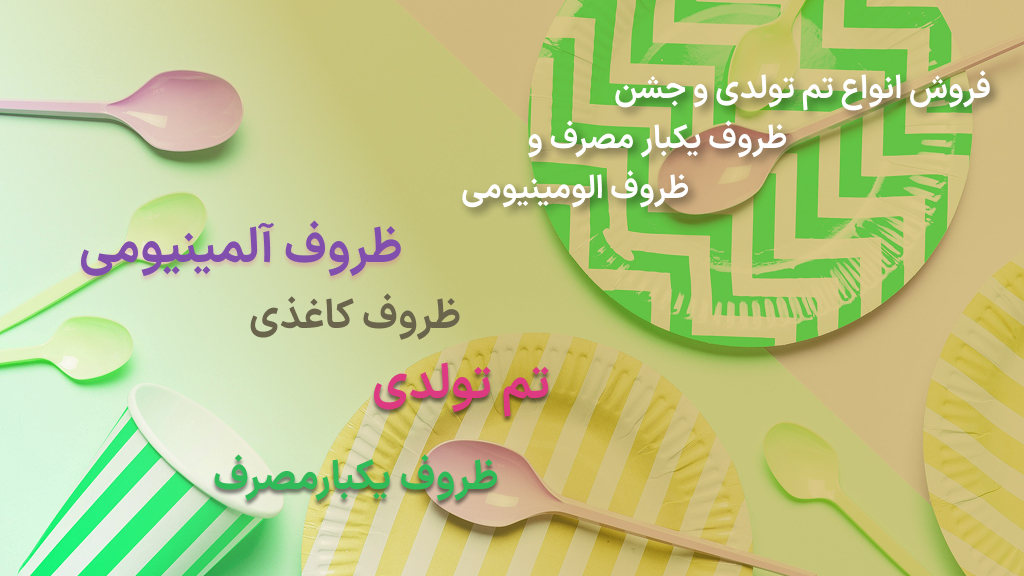 فروش انواع تم تولدی و جشن
ظروف یکبار مصرف و
ظروف الومینیومی
ظروف آلمینیومی
ظروف کاغذی
تم تولدی
ظروف یکبارمصرف